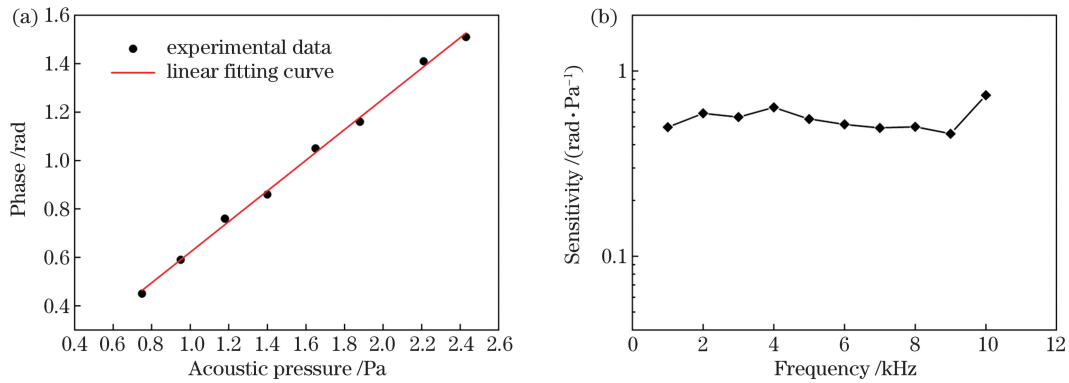 (a)
1.6
1.4
1.2
1.0
0.8
0.6
0.4
Phase /rad
experimental data
linear fitting curve
0.4 0.6 0.8 1.0 1.2 1.4 1.6 1.8 2.0 2.2 2.4 2.6
Acoustic pressure /Pa
(b)
1
0.1
Sensitivity /(rad·Pa⁻¹)
0 2 4 6 8 10 12
Frequency /kHz